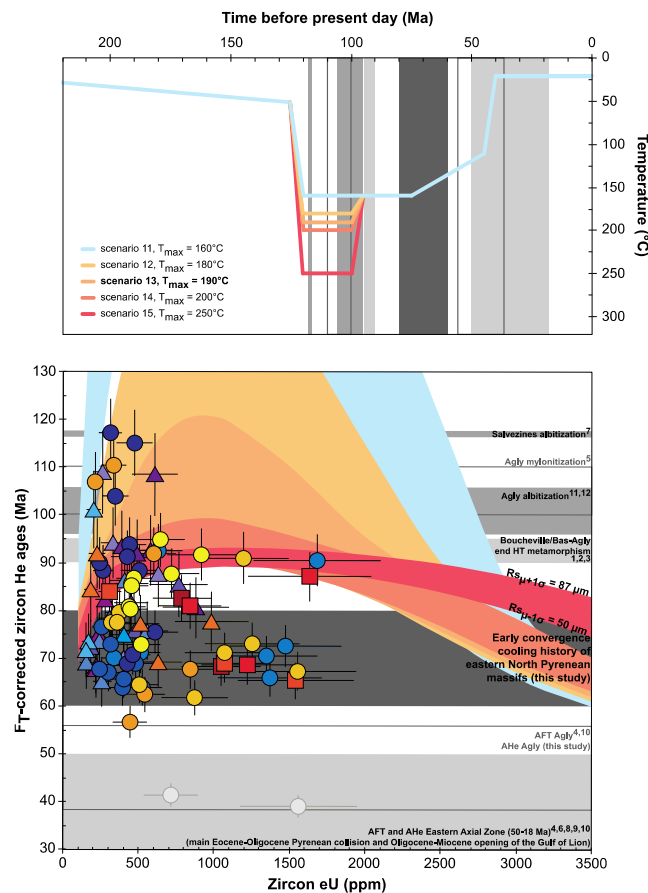 Time before present day (Ma)
200 150 100 50 0
0
50
100
150
200
250
300
Temperature (°C)
scenario 11, Tmax = 160°C
scenario 12, Tmax = 180°C
scenario 13, Tmax = 190°C
scenario 14, Tmax = 200°C
scenario 15, Tmax = 250°C
130
120
110
100
90
80
70
60
50
40
30
FT-corrected zircon He ages (Ma)
Salvezines albitization7
Agly mylonitization5
Agly albitization11,12
Boucheville/Bas-Agly
end HT metamorphism
1,2,3
Rsμ+1σ = 87 μm
Rsμ-1σ = 50 μm
Early convergence
cooling history of
eastern North Pyrenean
massifs (this study)
AFT Agly4,10
AHe Agly (this study)
AFT and AHe Eastern Axial Zone (50-18 Ma)4,6,8,9,10
(main Eocene-Oligocene Pyrenean collision and Oligocene-Miocene opening of the Gulf of Lion)
0 500 1000 1500 2000 2500 3000 3500
Zircon eU (ppm)